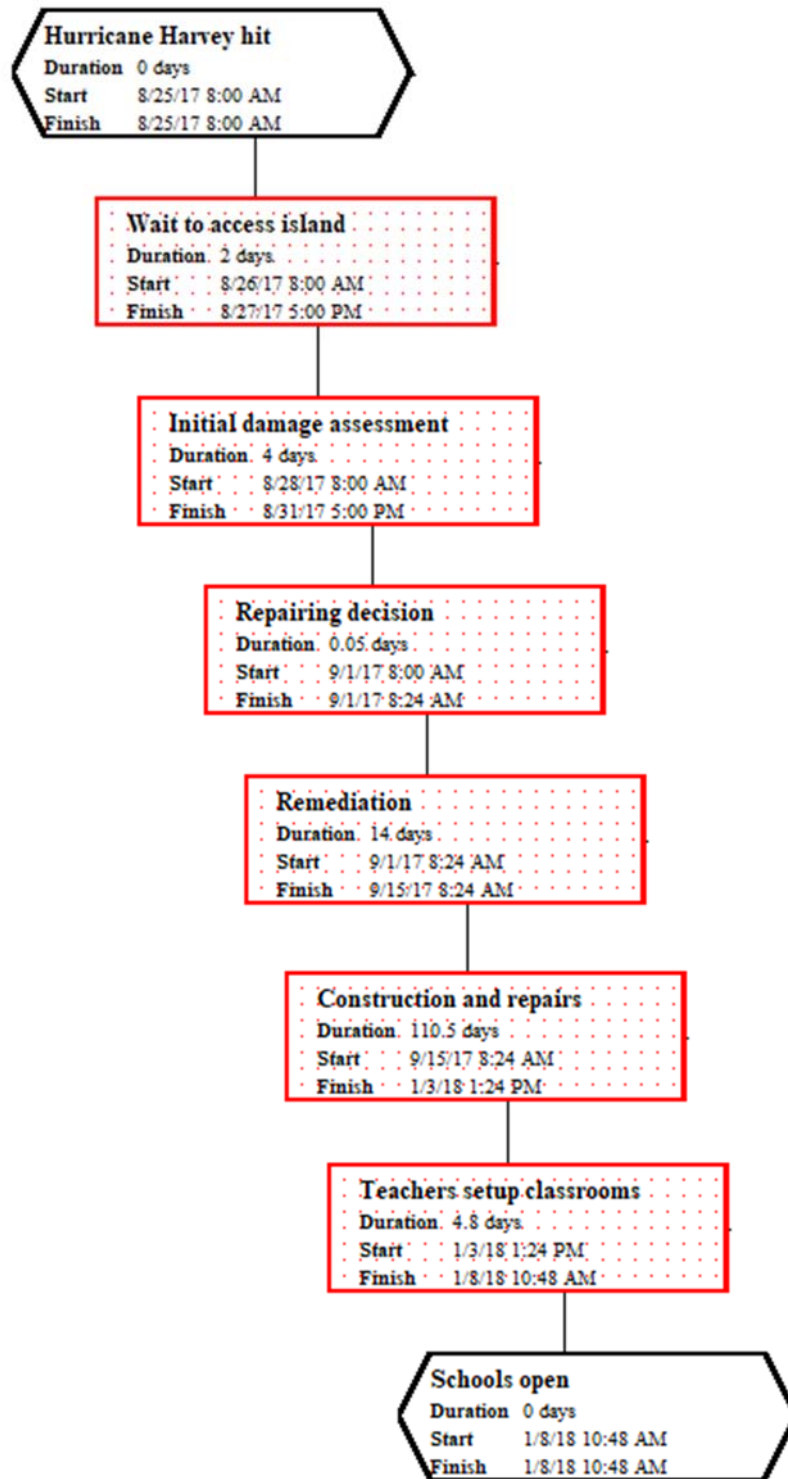 Hurricane Harvey hit
Duration 0 days
Start 8/25/17 8:00 AM
Finish 8/25/17 8:00 AM
Wait to access island
Duration 2 days
Start 8/26/17 8:00 AM
Finish 8/27/17 5:00 PM
Initial damage assessment
Duration 4 days
Start 8/28/17 8:00 AM
Finish 8/31/17 5:00 PM
Repairing decision
Duration 0.05 days
Start 9/1/17 8:00 AM
Finish 9/1/17 8:24 AM
Remediation
Duration 14 days
Start 9/1/17 8:24 AM
Finish 9/15/17 8:24 AM
Construction and repairs
Duration 110.5 days
Start 9/15/17 8:24 AM
Finish 1/3/18 1:24 PM
Teachers setup classrooms
Duration 4.8 days
Start 1/3/18 1:24 PM
Finish 1/8/18 10:48 AM
Schools open
Duration 0 days
Start 1/8/18 10:48 AM
Finish 1/8/18 10:48 AM